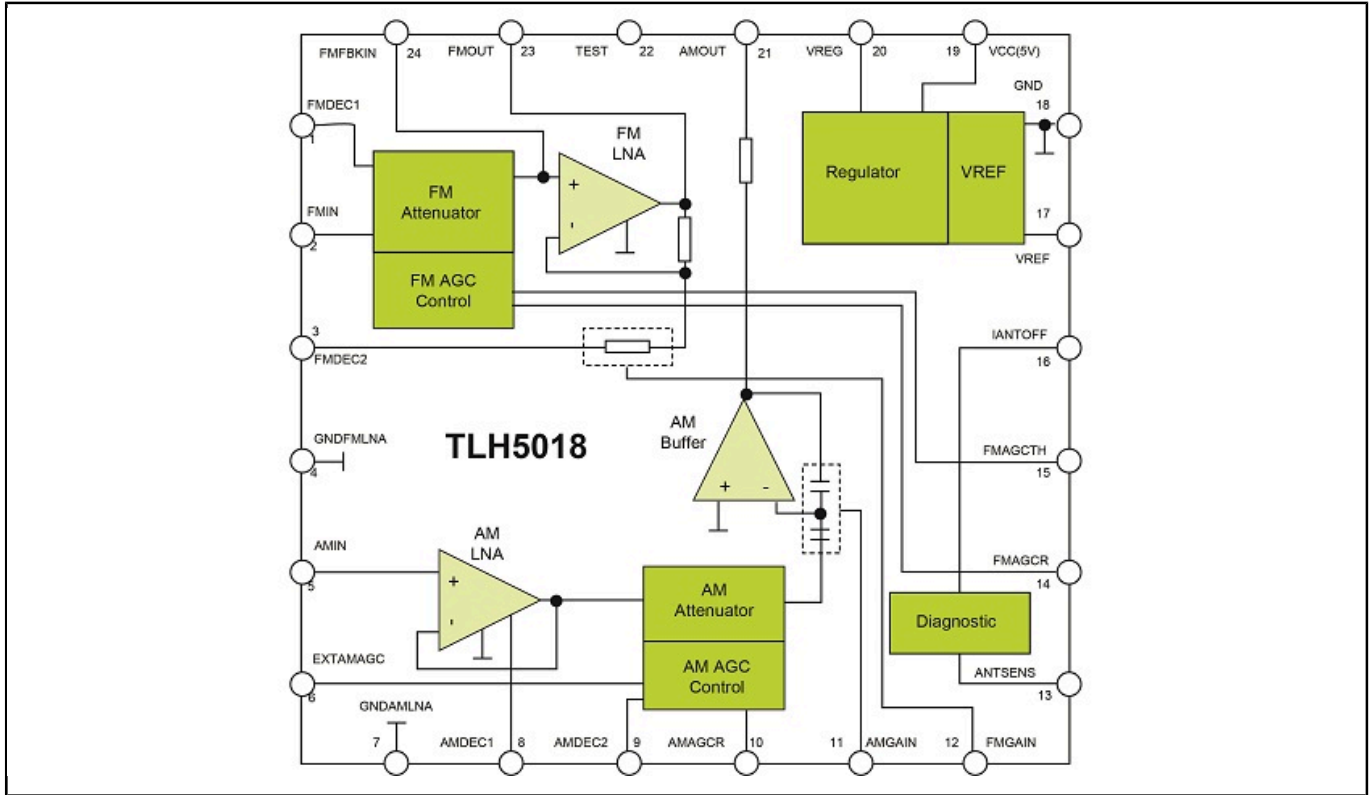 FMFBKIN
24
FMOUT
23
TEST
22
AMOUT
21
VREG
20
19
VCC(5V)
FMDEC1
1
GND
18
FM
LNA
+
-
FM
Attenuator
FM AGC
Control
Regulator
VREF
FMIN
2
17
VREF
3
FMDEC2
IANTOFF
16
GNDFMLNA
4
TLH5018
AM
Buffer
+
-
FMAGCTH
15
AMIN
5
AM
LNA
+
-
AM
Attenuator
AM AGC
Control
FMAGCR
14
Diagnostic
EXTAMAGC
6
ANTSENS
13
GNDAMLNA
7
AMDEC1
8
AMDEC2
9
AMAGCR
10
11
AMGAIN
12
FMGAIN